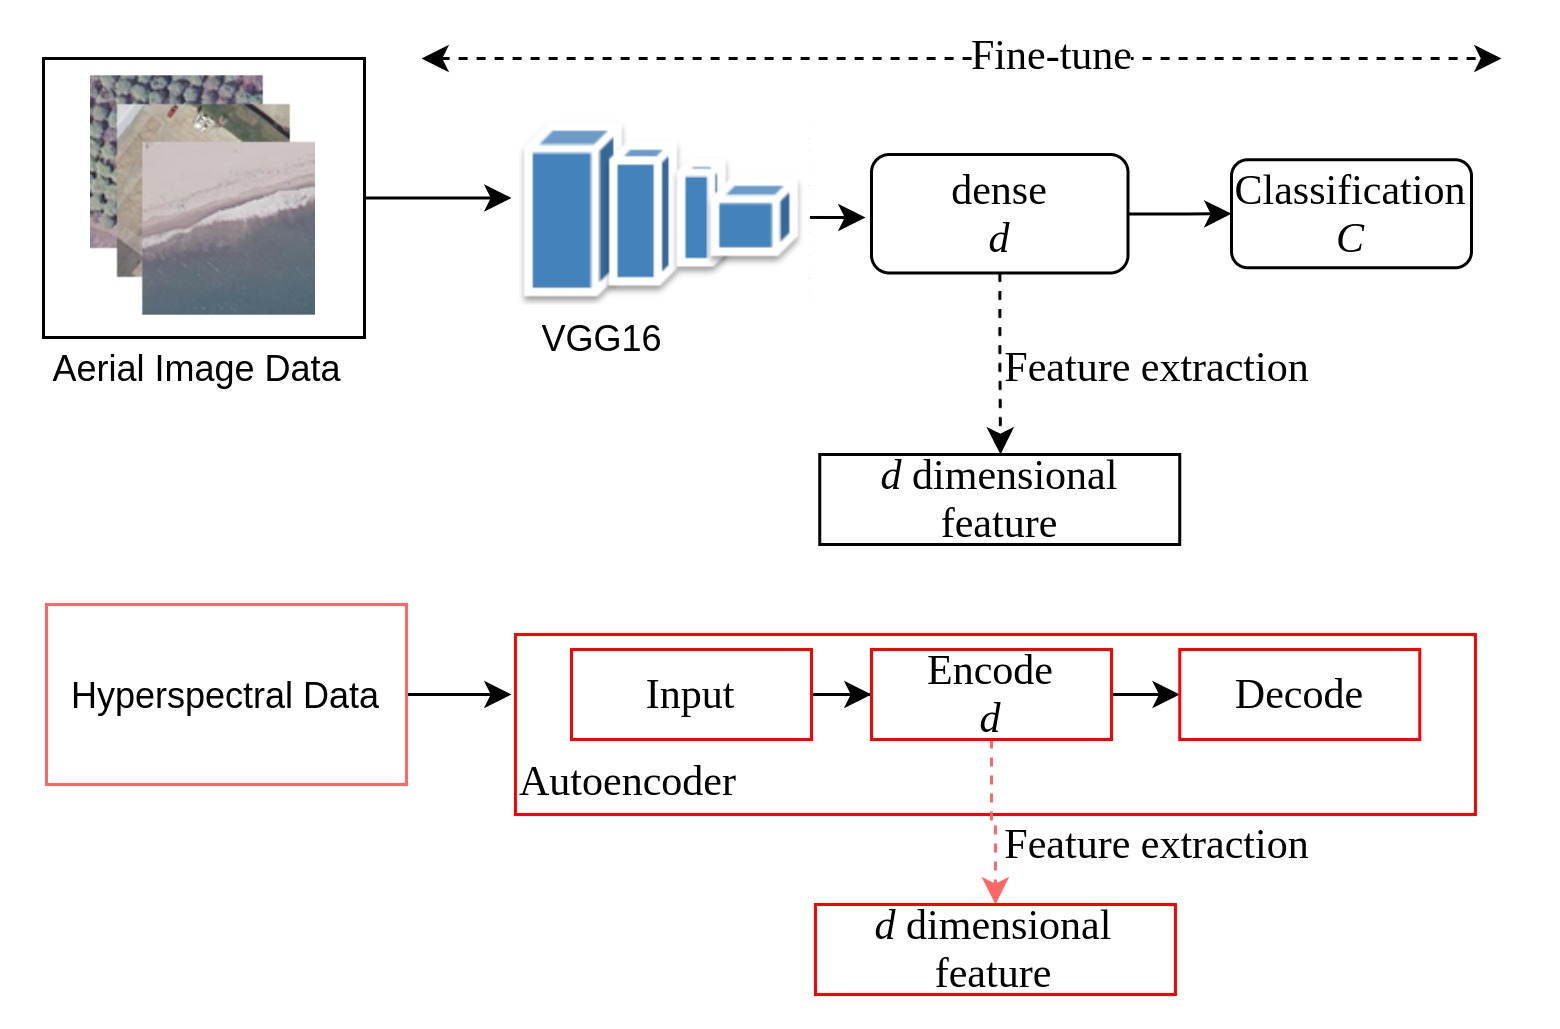 Fine-tune
dense
d
Classification
C
VGG16
Aerial Image Data
Feature extraction
d dimensional
feature
Hyperspectral Data
Input
Encode
d
Decode
Autoencoder
Feature extraction
d dimensional
feature